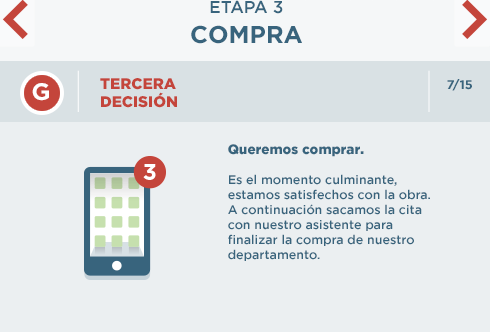 ETAPA 3
COMPRA
G
TERCERA
DECISIÓN
7/15
Queremos comprar.
3
Es el momento culminante,
estamos satisfechos con la obra.
A continuación sacamos la cita
con nuestro asistente para
finalizar la compra de nuestro
departamento.